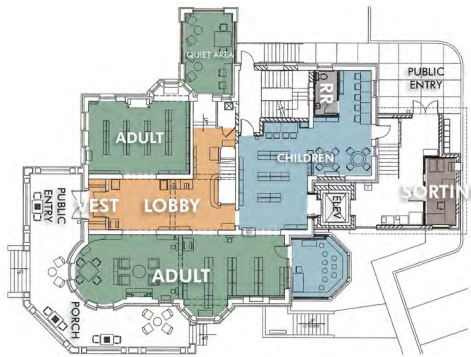 QUIET AREA
PUBLIC
ENTRY
RR
ADULT
CHILDREN
PUBLIC
ENTRY
VEST
LOBBY
ELEV
SORTIN
ADULT
PORCH